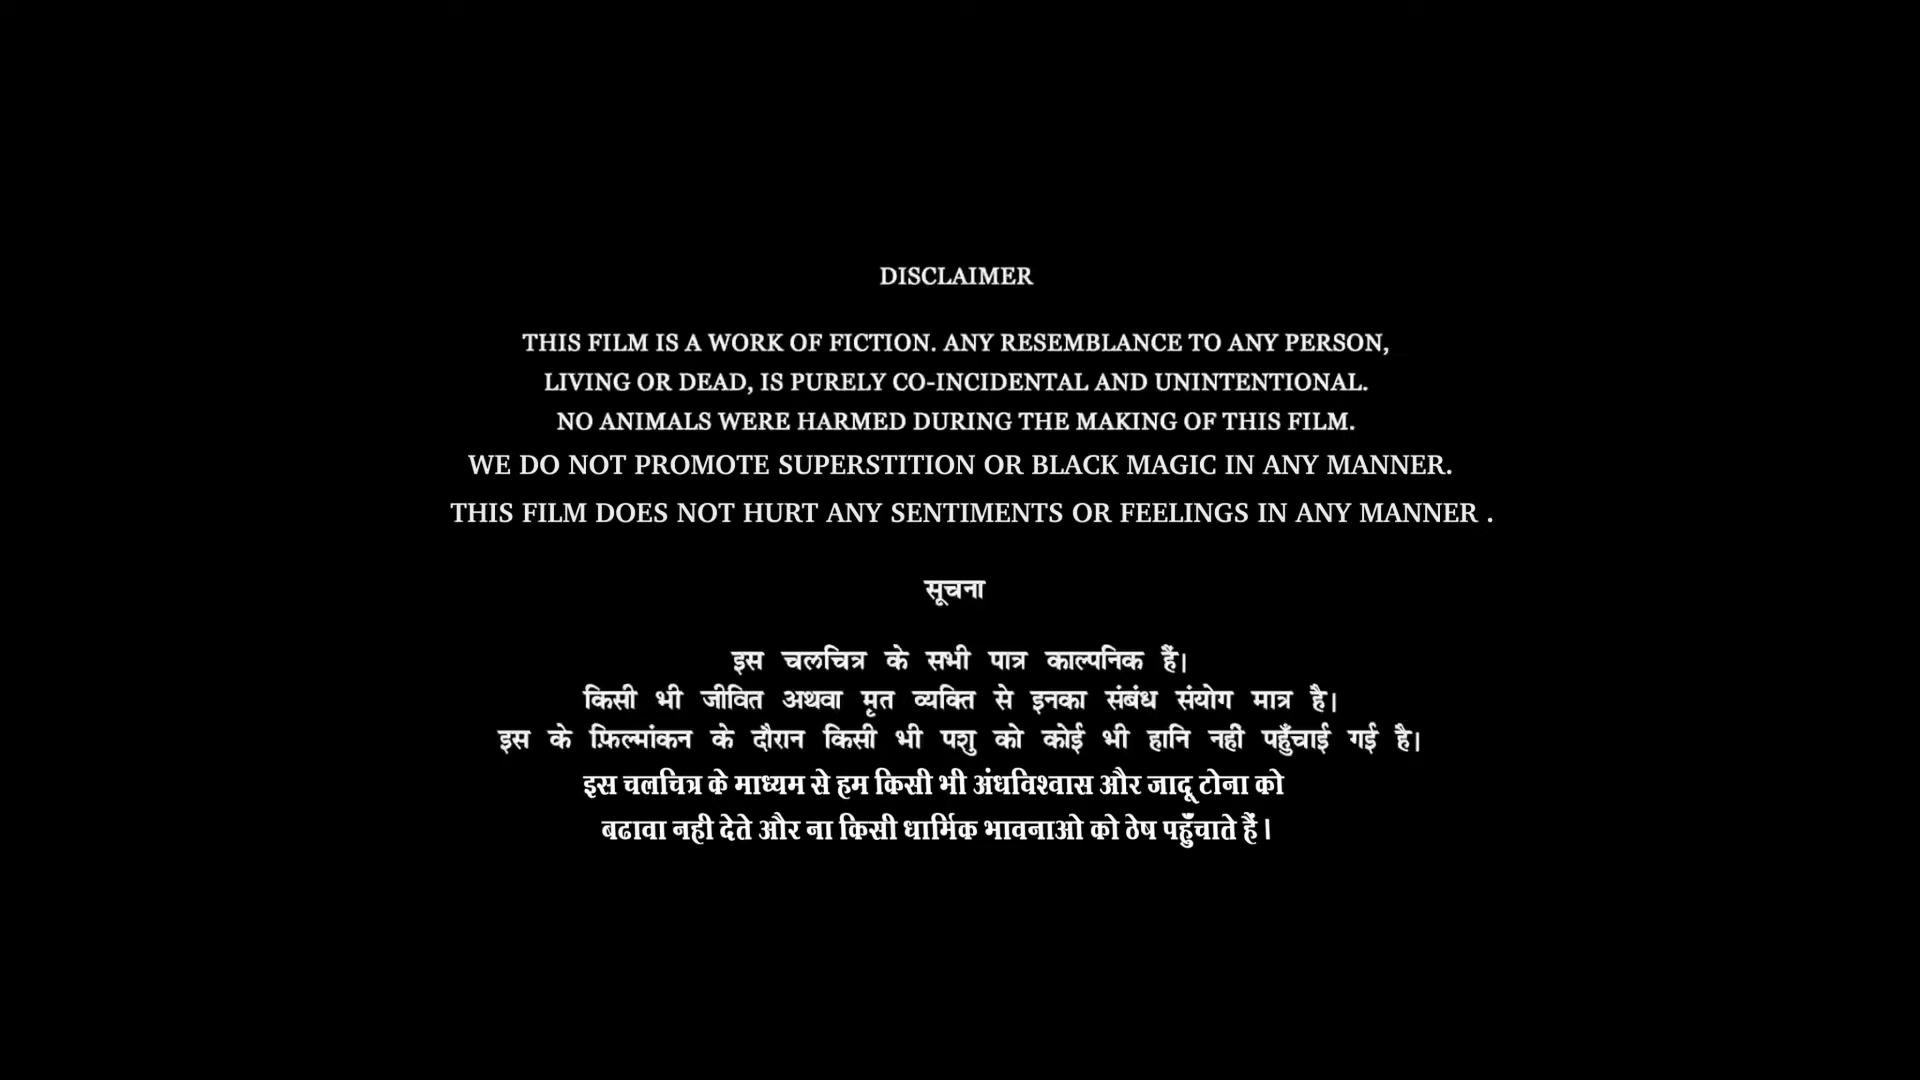 DISCLAIMER
THIS FILM IS A WORK OF FICTION. ANY RESEMBLANCE TO ANY PERSON,
LIVING OR DEAD, IS PURELY CO-INCIDENTAL AND UNINTENTIONAL.
NO ANIMALS WERE HARMED DURING THE MAKING OF THIS FILM.
WE DO NOT PROMOTE SUPERSTITION OR BLACK MAGIC IN ANY MANNER.
THIS FILM DOES NOT HURT ANY SENTIMENTS OR FEELINGS IN ANY MANNER .
सूचना
इस चलचित्र के सभी पात्र काल्पनिक हैं।
किसी भी जीवित अथवा मृत व्यक्ति से इनका संबंध संयोग मात्र है।
इस के फ़िल्मांकन के दौरान किसी भी पशु को कोई भी हानि नही पहुँचाई गई है।
इस चलचित्र के माध्यम से हम किसी भी अंधविश्वास और जादू टोना को
बढावा नही देते और ना किसी धार्मिक भावनाओ को ठेष पहुँचाते हैं।